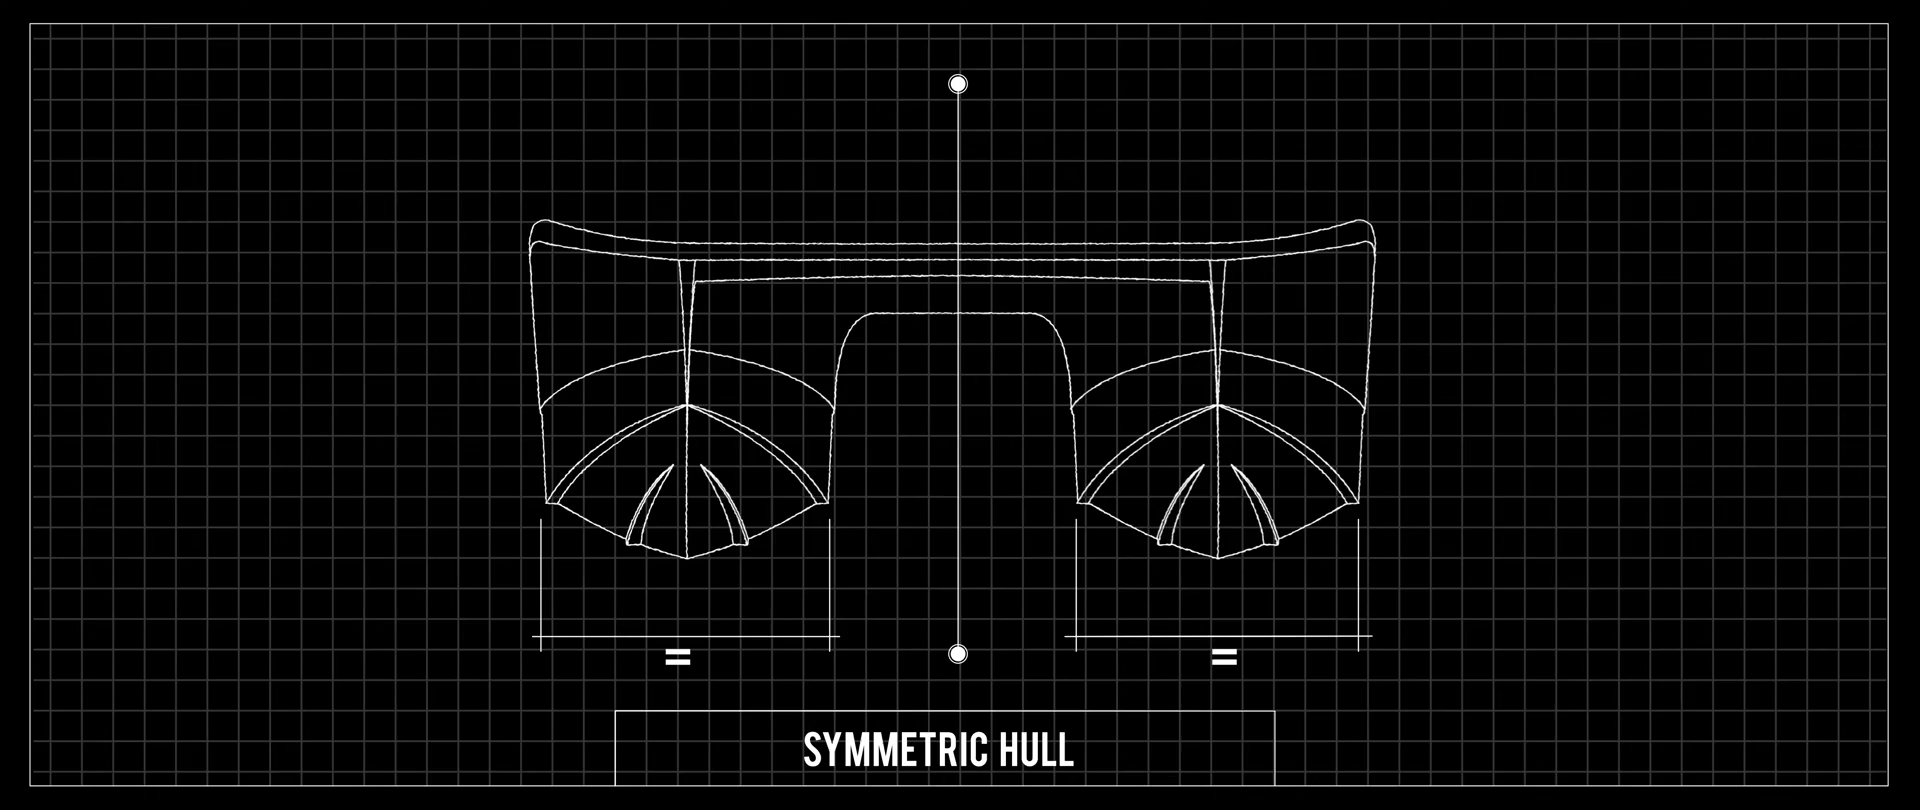 = =
SYMMETRIC HULL